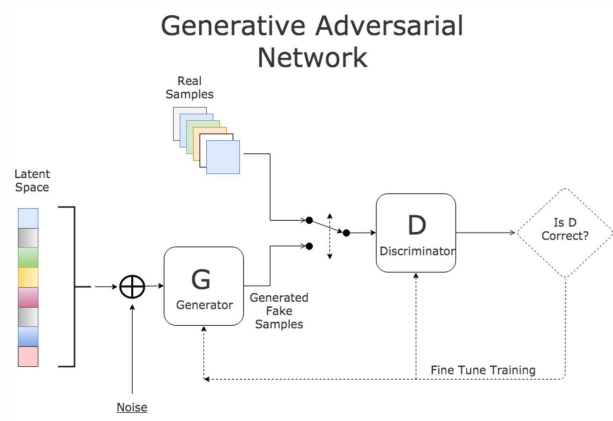 Generative Adversarial
Network
Real
Samples
Latent
Space
G
Generator
Generated
Fake
Samples
D
Discriminator
Is D
Correct?
Fine Tune Training
Noise